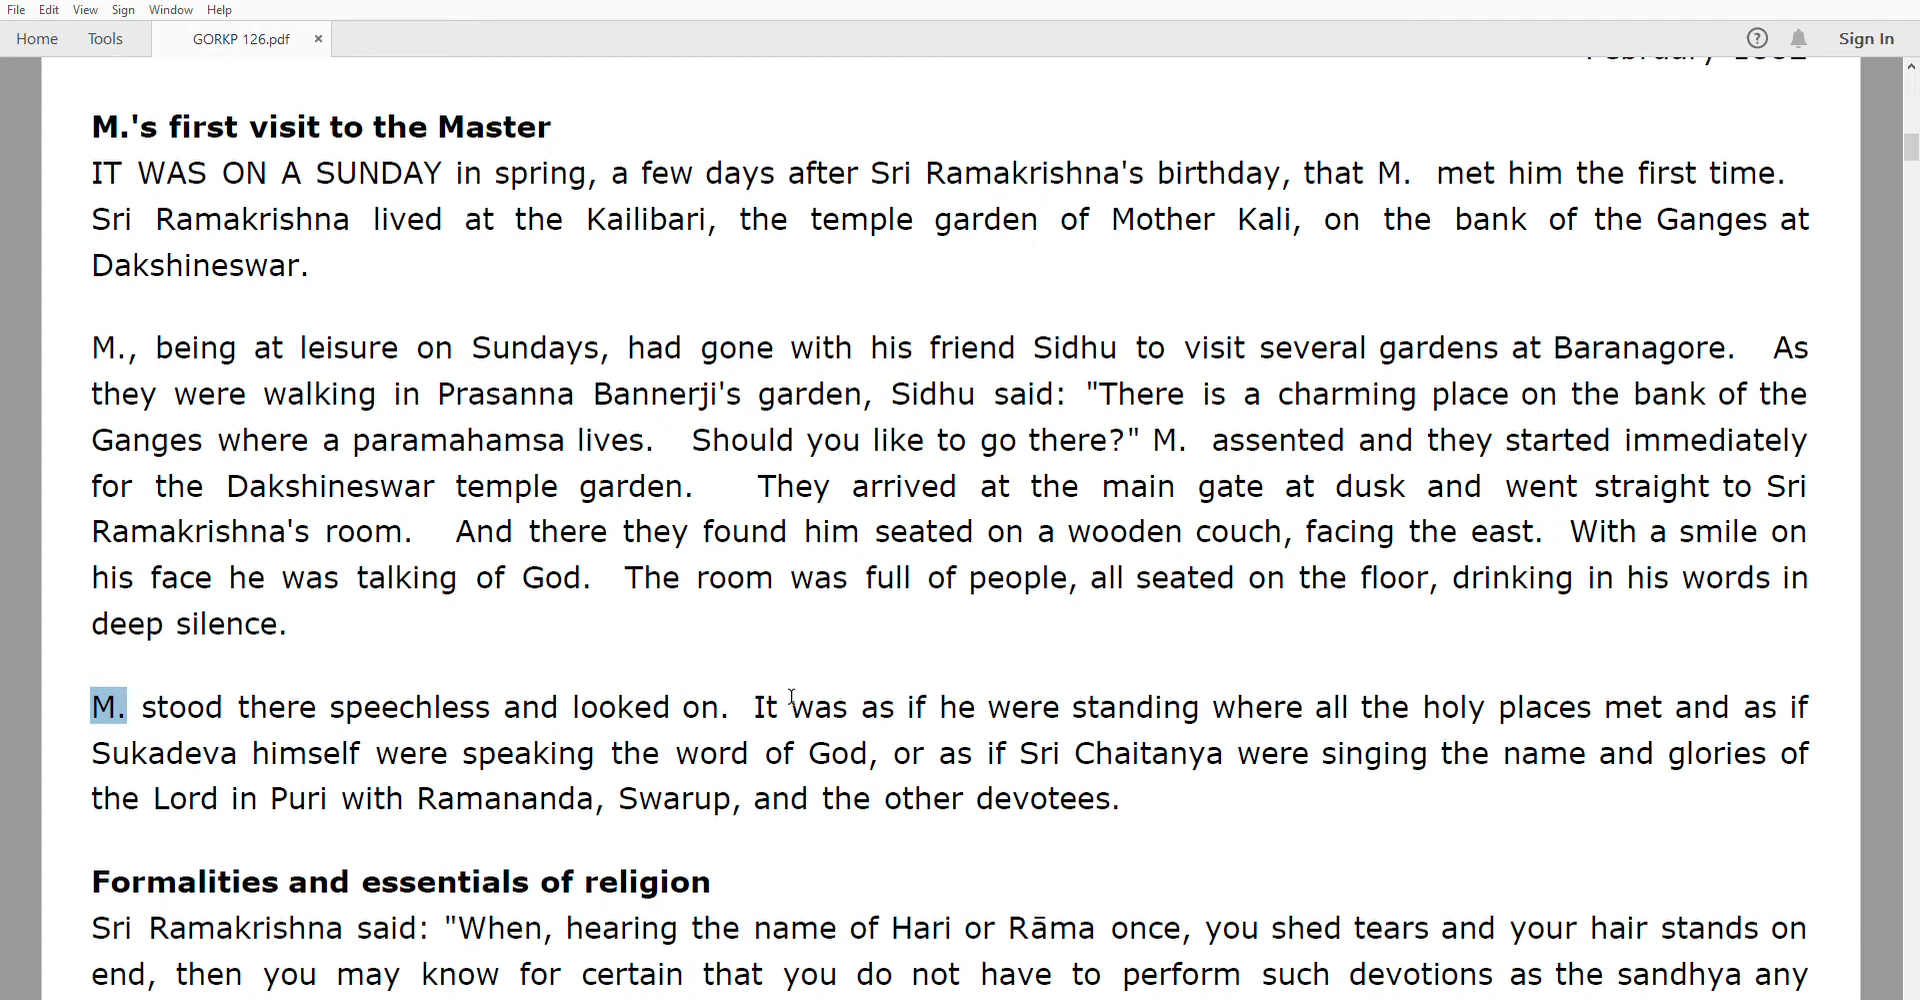 File Edit View Sign Window Help
Home Tools GORKP 126.pdf × ? Sign In
February 1882
M.'s first visit to the Master
IT WAS ON A SUNDAY in spring, a few days after Sri Ramakrishna's birthday, that M. met him the first time.
Sri Ramakrishna lived at the Kailibari, the temple garden of Mother Kali, on the bank of the Ganges at
Dakshineswar.
M., being at leisure on Sundays, had gone with his friend Sidhu to visit several gardens at Baranagore. As
they were walking in Prasanna Bannerji's garden, Sidhu said: "There is a charming place on the bank of the
Ganges where a paramahamsa lives. Should you like to go there?" M. assented and they started immediately
for the Dakshineswar temple garden. They arrived at the main gate at dusk and went straight to Sri
Ramakrishna's room. And there they found him seated on a wooden couch, facing the east. With a smile on
his face he was talking of God. The room was full of people, all seated on the floor, drinking in his words in
deep silence.
M. stood there speechless and looked on. It was as if he were standing where all the holy places met and as if
Sukadeva himself were speaking the word of God, or as if Sri Chaitanya were singing the name and glories of
the Lord in Puri with Ramananda, Swarup, and the other devotees.
Formalities and essentials of religion
Sri Ramakrishna said: "When, hearing the name of Hari or Rāma once, you shed tears and your hair stands on
end, then you may know for certain that you do not have to perform such devotions as the sandhya any